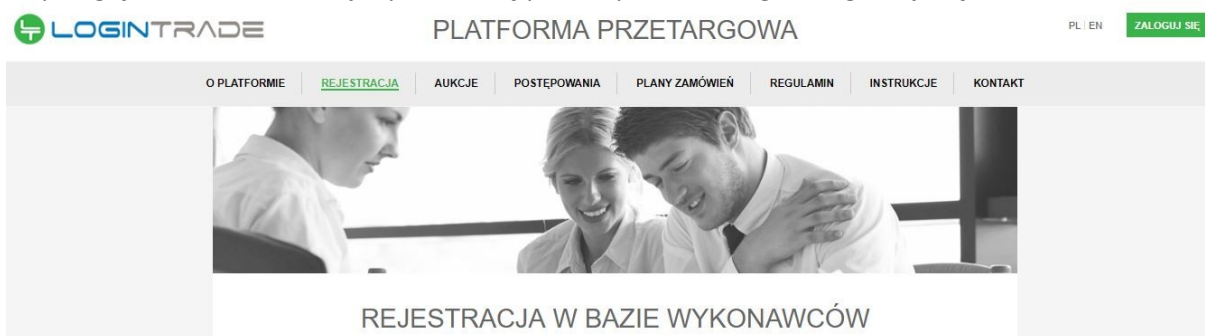 LOGINTRADE
PLATFORMA PRZETARGOWA
PL | EN
ZALOGUJ SIĘ
O PLATFORMIE
REJESTRACJA
AUKCJE
POSTĘPOWANIA
PLANY ZAMÓWIEŃ
REGULAMIN
INSTRUKCJE
KONTAKT
REJESTRACJA W BAZIE WYKONAWCÓW